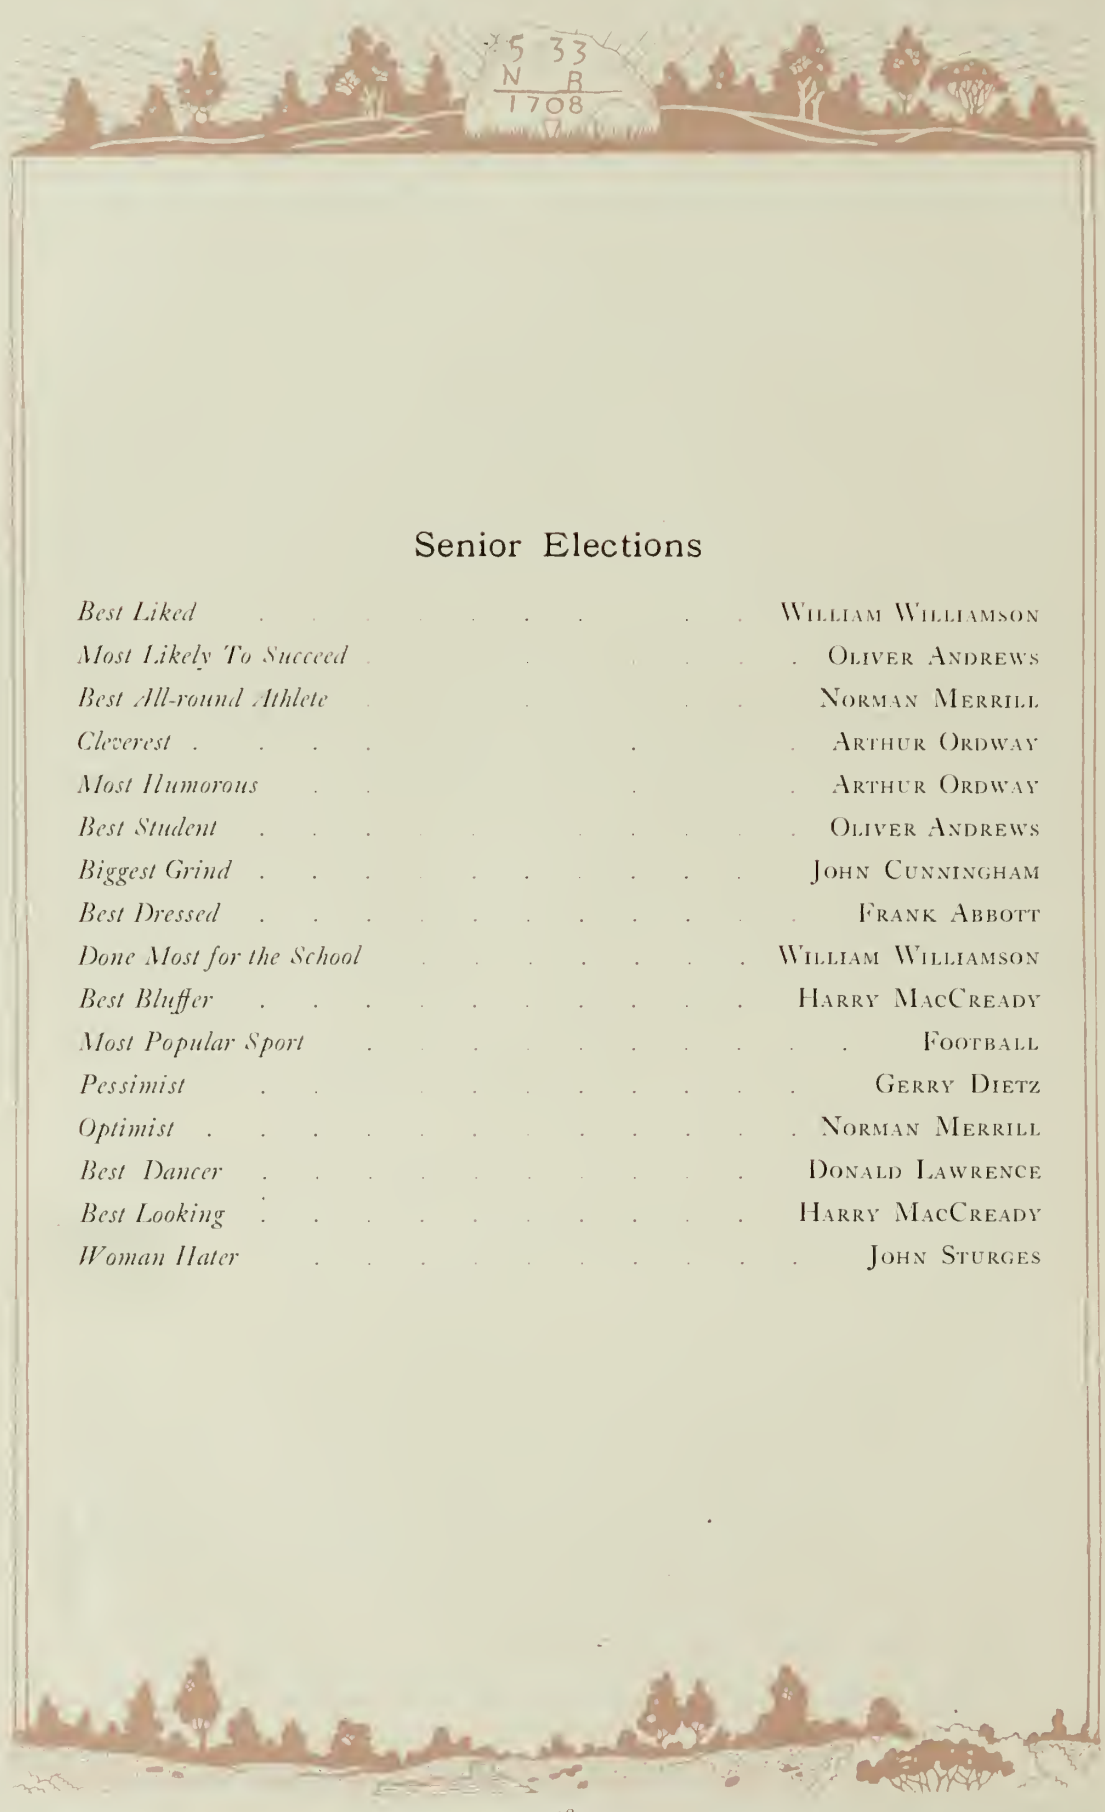 5 33
N B
1708
Senior Elections
Best Liked . . . . . . . . . William Williamson
Most Likely To Succeed . . . . . . . Oliver Andrews
Best All-round Athlete . . . . Norman Merrill
Cleverest . . . . . . . Arthur Ordway
Most Humorous . . . . Arthur Ordway
Best Student . . . . . . . . . . . Oliver Andrews
Biggest Grind . . . . . . . . . . John Cunningham
Best Dressed . . . . . . . . . . . Frank Abbott
Done Most for the School . . . . . . . William Williamson
Best Bluffer . . . . . . . . . . Harry MacCready
Most Popular Sport . . . . . . . . . . Football
Pessimist . . . . . . . . . . . Gerry Dietz
Optimist . . . . . . . . . . . . Norman Merrill
Best Dancer . . . . . . . . . . Donald Lawrence
Best Looking . . . . . . . . . . Harry MacCready
Woman Hater . . . . . . . . . . John Sturges